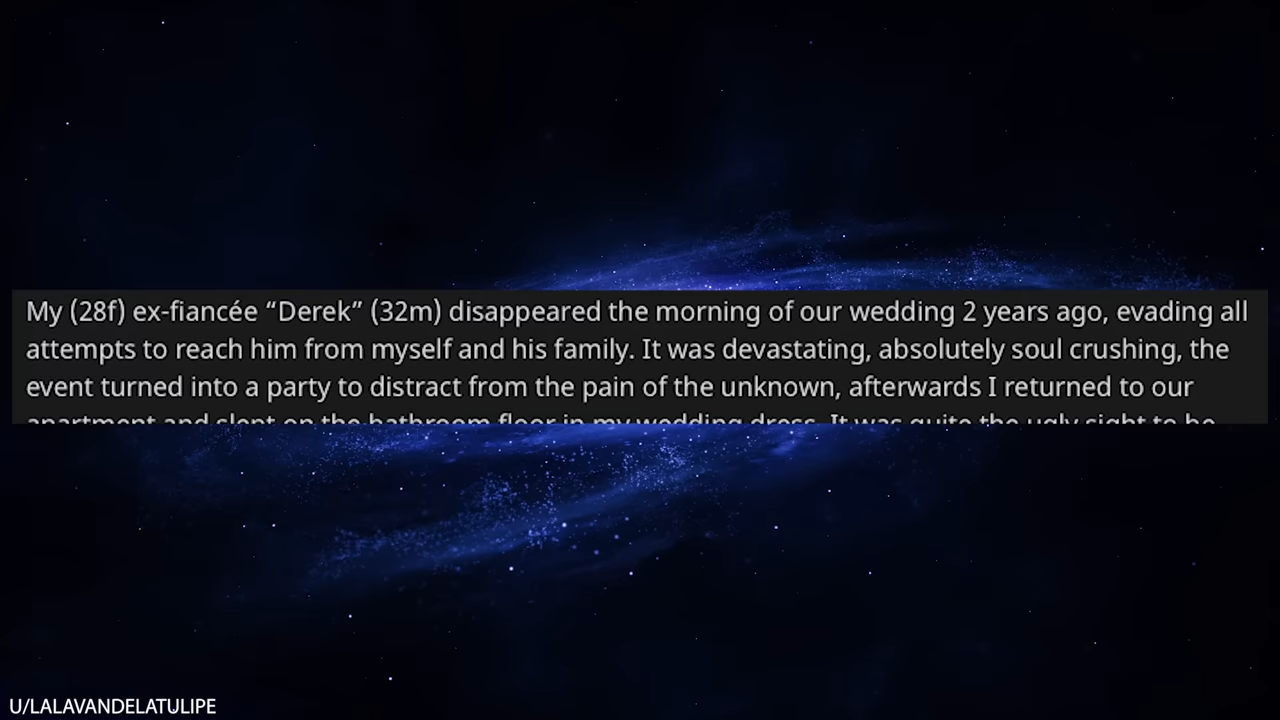 My (28f) ex-fiancée “Derek” (32m) disappeared the morning of our wedding 2 years ago, evading all
attempts to reach him from myself and his family. It was devastating, absolutely soul crushing, the
event turned into a party to distract from the pain of the unknown, afterwards I returned to our
apartment and slept on the bathroom floor in my wedding dress. It was quite the ugly sight to be
U/LALAVANDELATULIPE